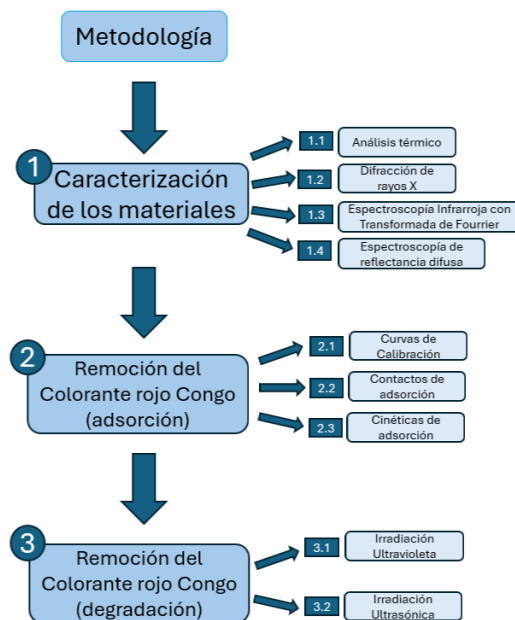 Metodología
1
Caracterización
de los materiales
1.1
Análisis térmico
1.2
Difracción de
rayos X
1.3
Espectroscopía Infrarroja con
Transformada de Fourrier
1.4
Espectroscopía de
reflectancia difusa
2
Remoción del
Colorante rojo Congo
(adsorción)
2.1
Curvas de
Calibración
2.2
Contactos de
adsorción
2.3
Cinéticas de
adsorción
3
Remoción del
Colorante rojo Congo
(degradación)
3.1
Irradiación
Ultravioleta
3.2
Irradiación
Ultrasónica